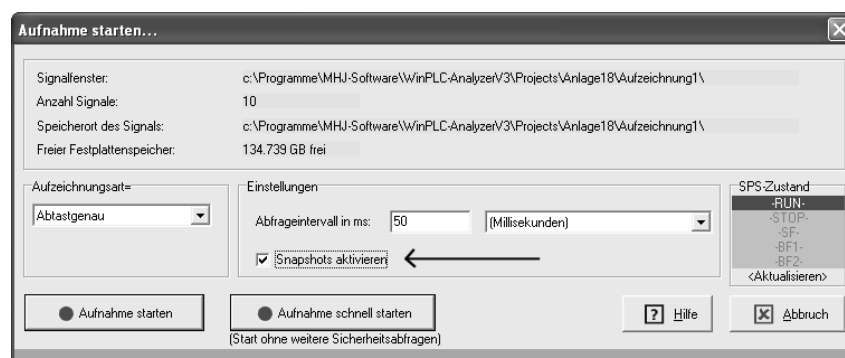 Aufnahme starten...
Signalfenster: c:\Programme\MHJ-Software\WinPLC-AnalyzerV3\Projects\Anlage18\Aufzeichnung1\
Anzahl Signale: 10
Speicherort des Signals: c:\Programme\MHJ-Software\WinPLC-AnalyzerV3\Projects\Anlage18\Aufzeichnung1\
Freier Festplattenspeicher: 134.739 GB frei
Aufzeichnungsart=
Abtastgenau
Einstellungen
Abfrageintervall in ms: 50 (Millisekunden)
Snapshots aktivieren
SPS-Zustand
-RUN-
-STOP-
-SF-
-BF1-
-BF2-
<Aktualisieren>
Aufnahme starten
Aufnahme schnell starten
(Start ohne weitere Sicherheitsabfragen)
? Hilfe
Abbruch